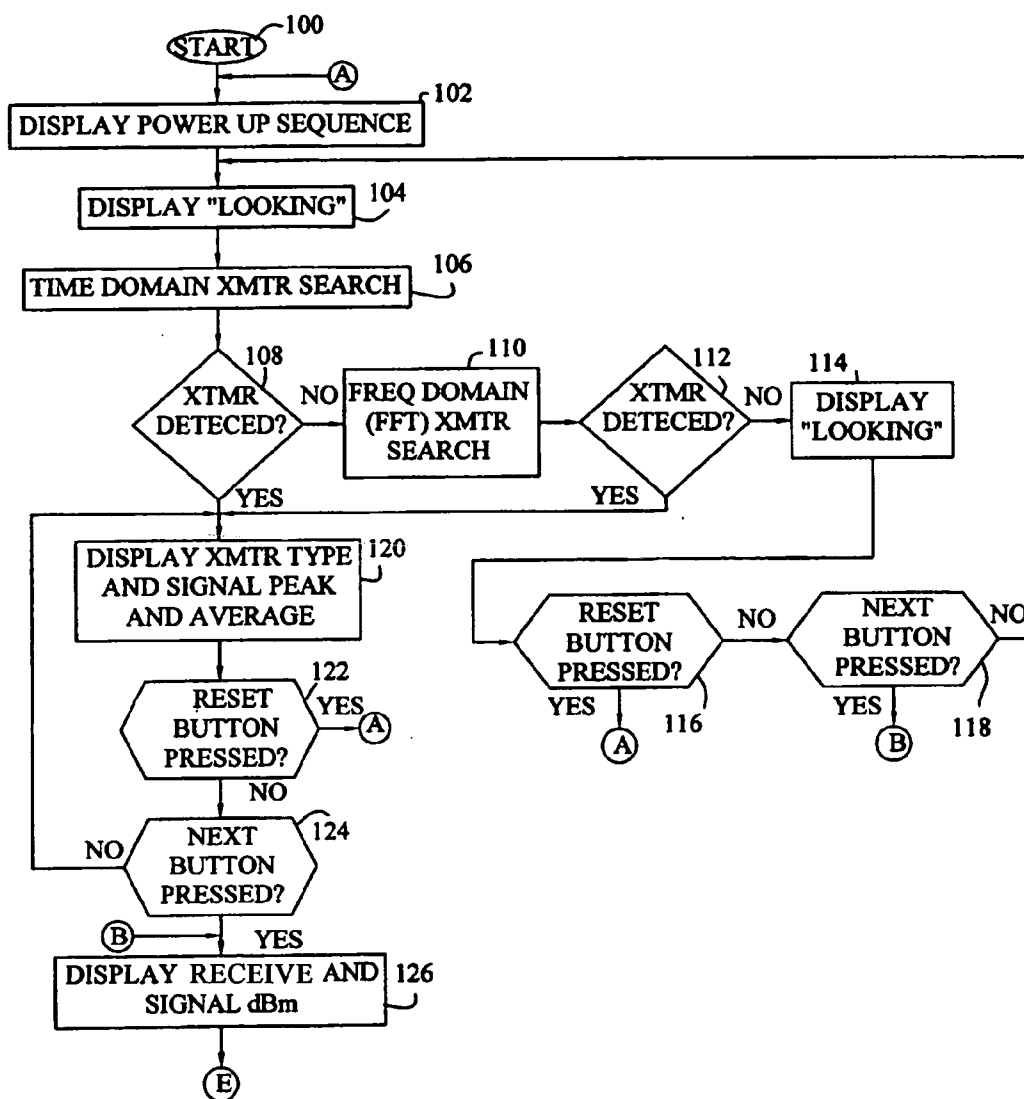 100
START
A
102
DISPLAY POWER UP SEQUENCE
DISPLAY "LOOKING"
104
106
TIME DOMAIN XMTR SEARCH
108
XTMR
DETECED?
NO
110
FREQ DOMAIN
(FFT) XMTR
SEARCH
112
XTMR
DETECED?
NO
114
DISPLAY
"LOOKING"
YES
YES
DISPLAY XMTR TYPE
AND SIGNAL PEAK
AND AVERAGE
120
RESET
BUTTON
PRESSED?
NO
116
YES
A
NEXT
BUTTON
PRESSED?
NO
118
YES
B
122
RESET
BUTTON
PRESSED?
YES
A
NO
124
NEXT
BUTTON
PRESSED?
NO
B
YES
DISPLAY RECEIVE AND
SIGNAL dBm
126
E